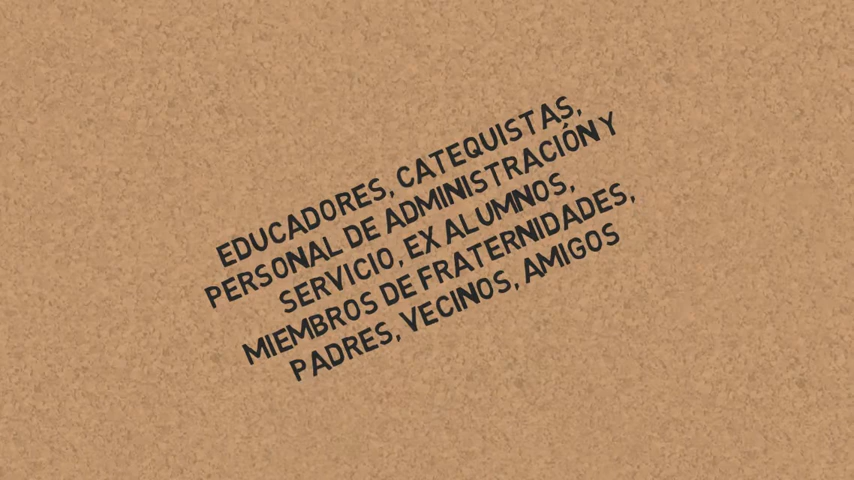 EDUCADORES, CATEQUISTAS,
PERSONAL DE ADMINISTRACIÓN Y
SERVICIO, EX ALUMNOS,
MIEMBROS DE FRATERNIDADES,
PADRES, VECINOS, AMIGOS